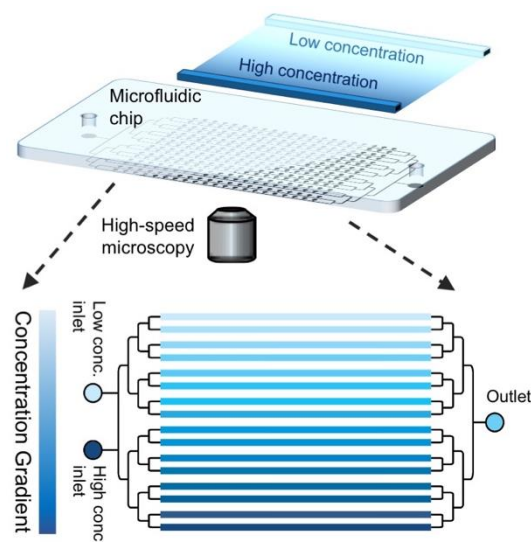 Low concentration
High concentration
Microfluidic
chip
High-speed
microscopy
Concentration Gradient
Low conc.
inlet
High conc
inlet
Outlet